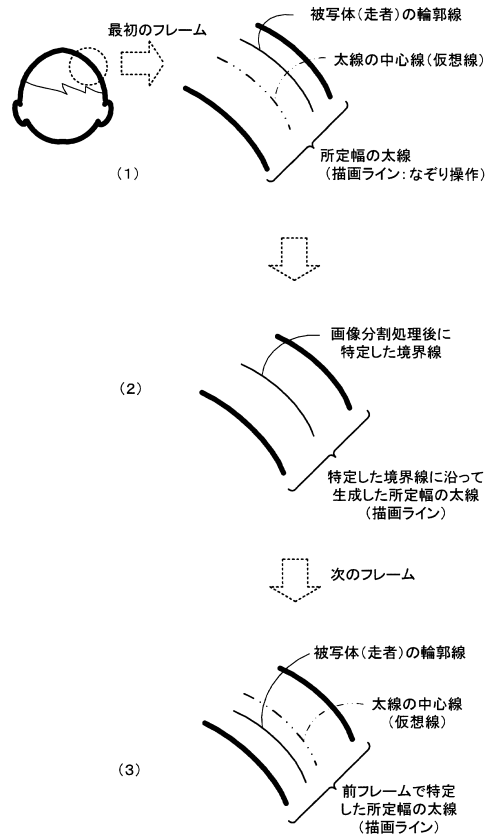 最初のフレーム
被写体(走者)の輪郭線
太線の中心線(仮想線)
所定幅の太線
(描画ライン:なぞり操作)
(1)
画像分割処理後に
特定した境界線
(2)
特定した境界線に沿って
生成した所定幅の太線
(描画ライン)
次のフレーム
被写体(走者)の輪郭線
太線の中心線
(仮想線)
(3)
前フレームで特定
した所定幅の太線
(描画ライン)